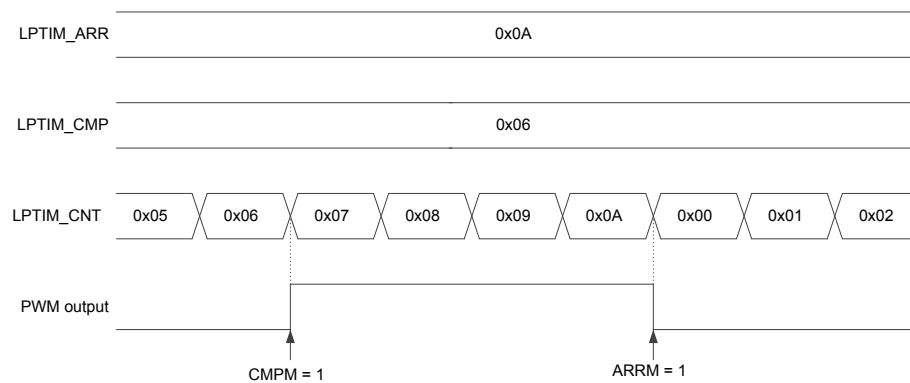 LPTIM_ARR 0x0A
LPTIM_CMP 0x06
LPTIM_CNT 0x05 0x06 0x07 0x08 0x09 0x0A 0x00 0x01 0x02
PWM output
CMPM = 1 ARRM = 1